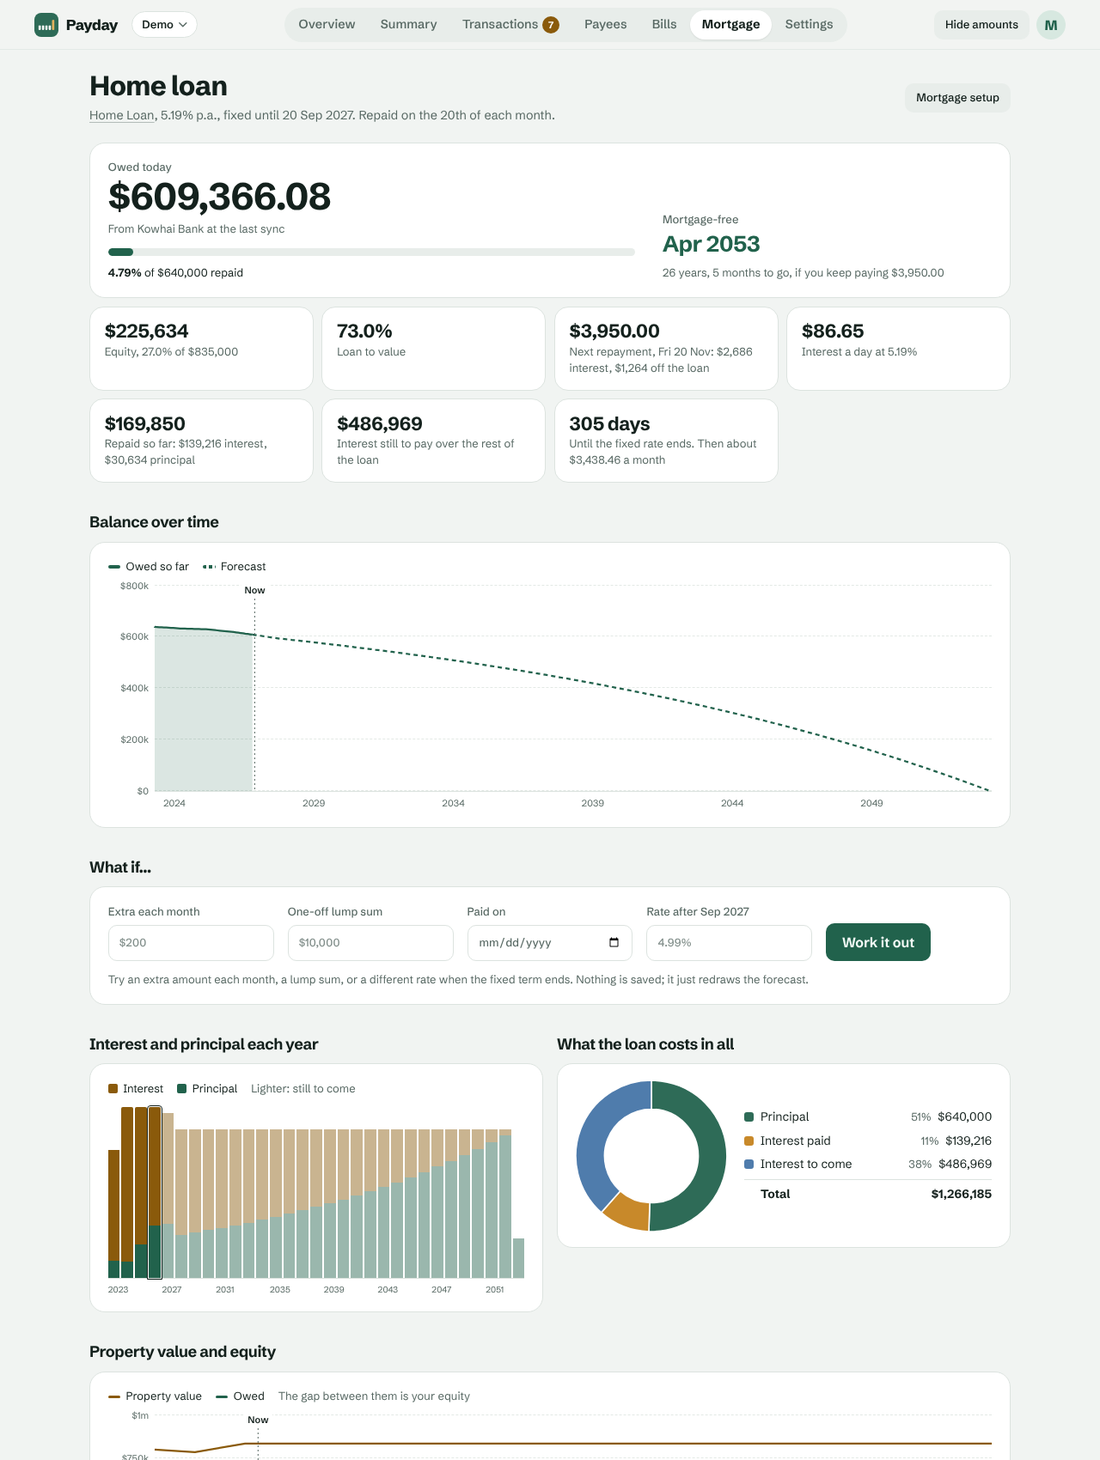 Payday
Demo
Overview
Summary
Transactions 7
Payees
Bills
Mortgage
Settings
Hide amounts
M
Home loan
Home Loan, 5.19% p.a., fixed until 20 Sep 2027. Repaid on the 20th of each month.
Mortgage setup
Owed today
$609,366.08
From Kowhai Bank at the last sync
4.79% of $640,000 repaid
Mortgage-free
Apr 2053
26 years, 5 months to go, if you keep paying $3,950.00
$225,634
Equity, 27.0% of $835,000
73.0%
Loan to value
$3,950.00
Next repayment, Fri 20 Nov: $2,686
interest, $1,264 off the loan
$86.65
Interest a day at 5.19%
$169,850
Repaid so far: $139,216 interest,
$30,634 principal
$486,969
Interest still to pay over the rest of
the loan
305 days
Until the fixed rate ends. Then about
$3,438.46 a month
Balance over time
Owed so far
Forecast
$800k
Now
$600k
$400k
$200k
$0
2024 2029 2034 2039 2044 2049
What if...
Extra each month
One-off lump sum
Paid on
Rate after Sep 2027
$200
$10,000
mm/dd/yyyy
4.99%
Work it out
Try an extra amount each month, a lump sum, or a different rate when the fixed term ends. Nothing is saved; it just redraws the forecast.
Interest and principal each year
Interest
Principal
Lighter: still to come
2023 2027 2031 2035 2039 2043 2047 2051
What the loan costs in all
Principal 51% $640,000
Interest paid 11% $139,216
Interest to come 38% $486,969
Total $1,266,185
Property value and equity
Property value
Owed
The gap between them is your equity
$1m
Now
$750k